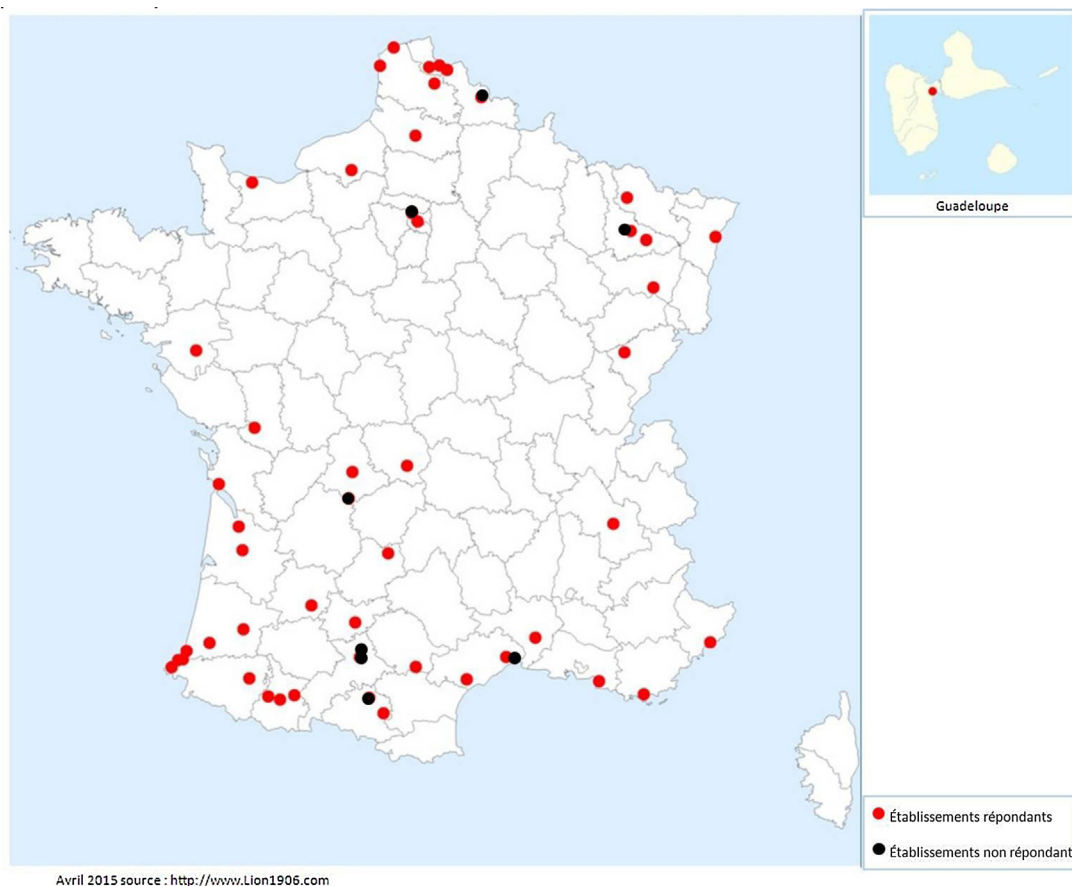 Guadeloupe
Établissements répondants
Établissements non répondant
Avril 2015 source : http://www.Lion1906.com